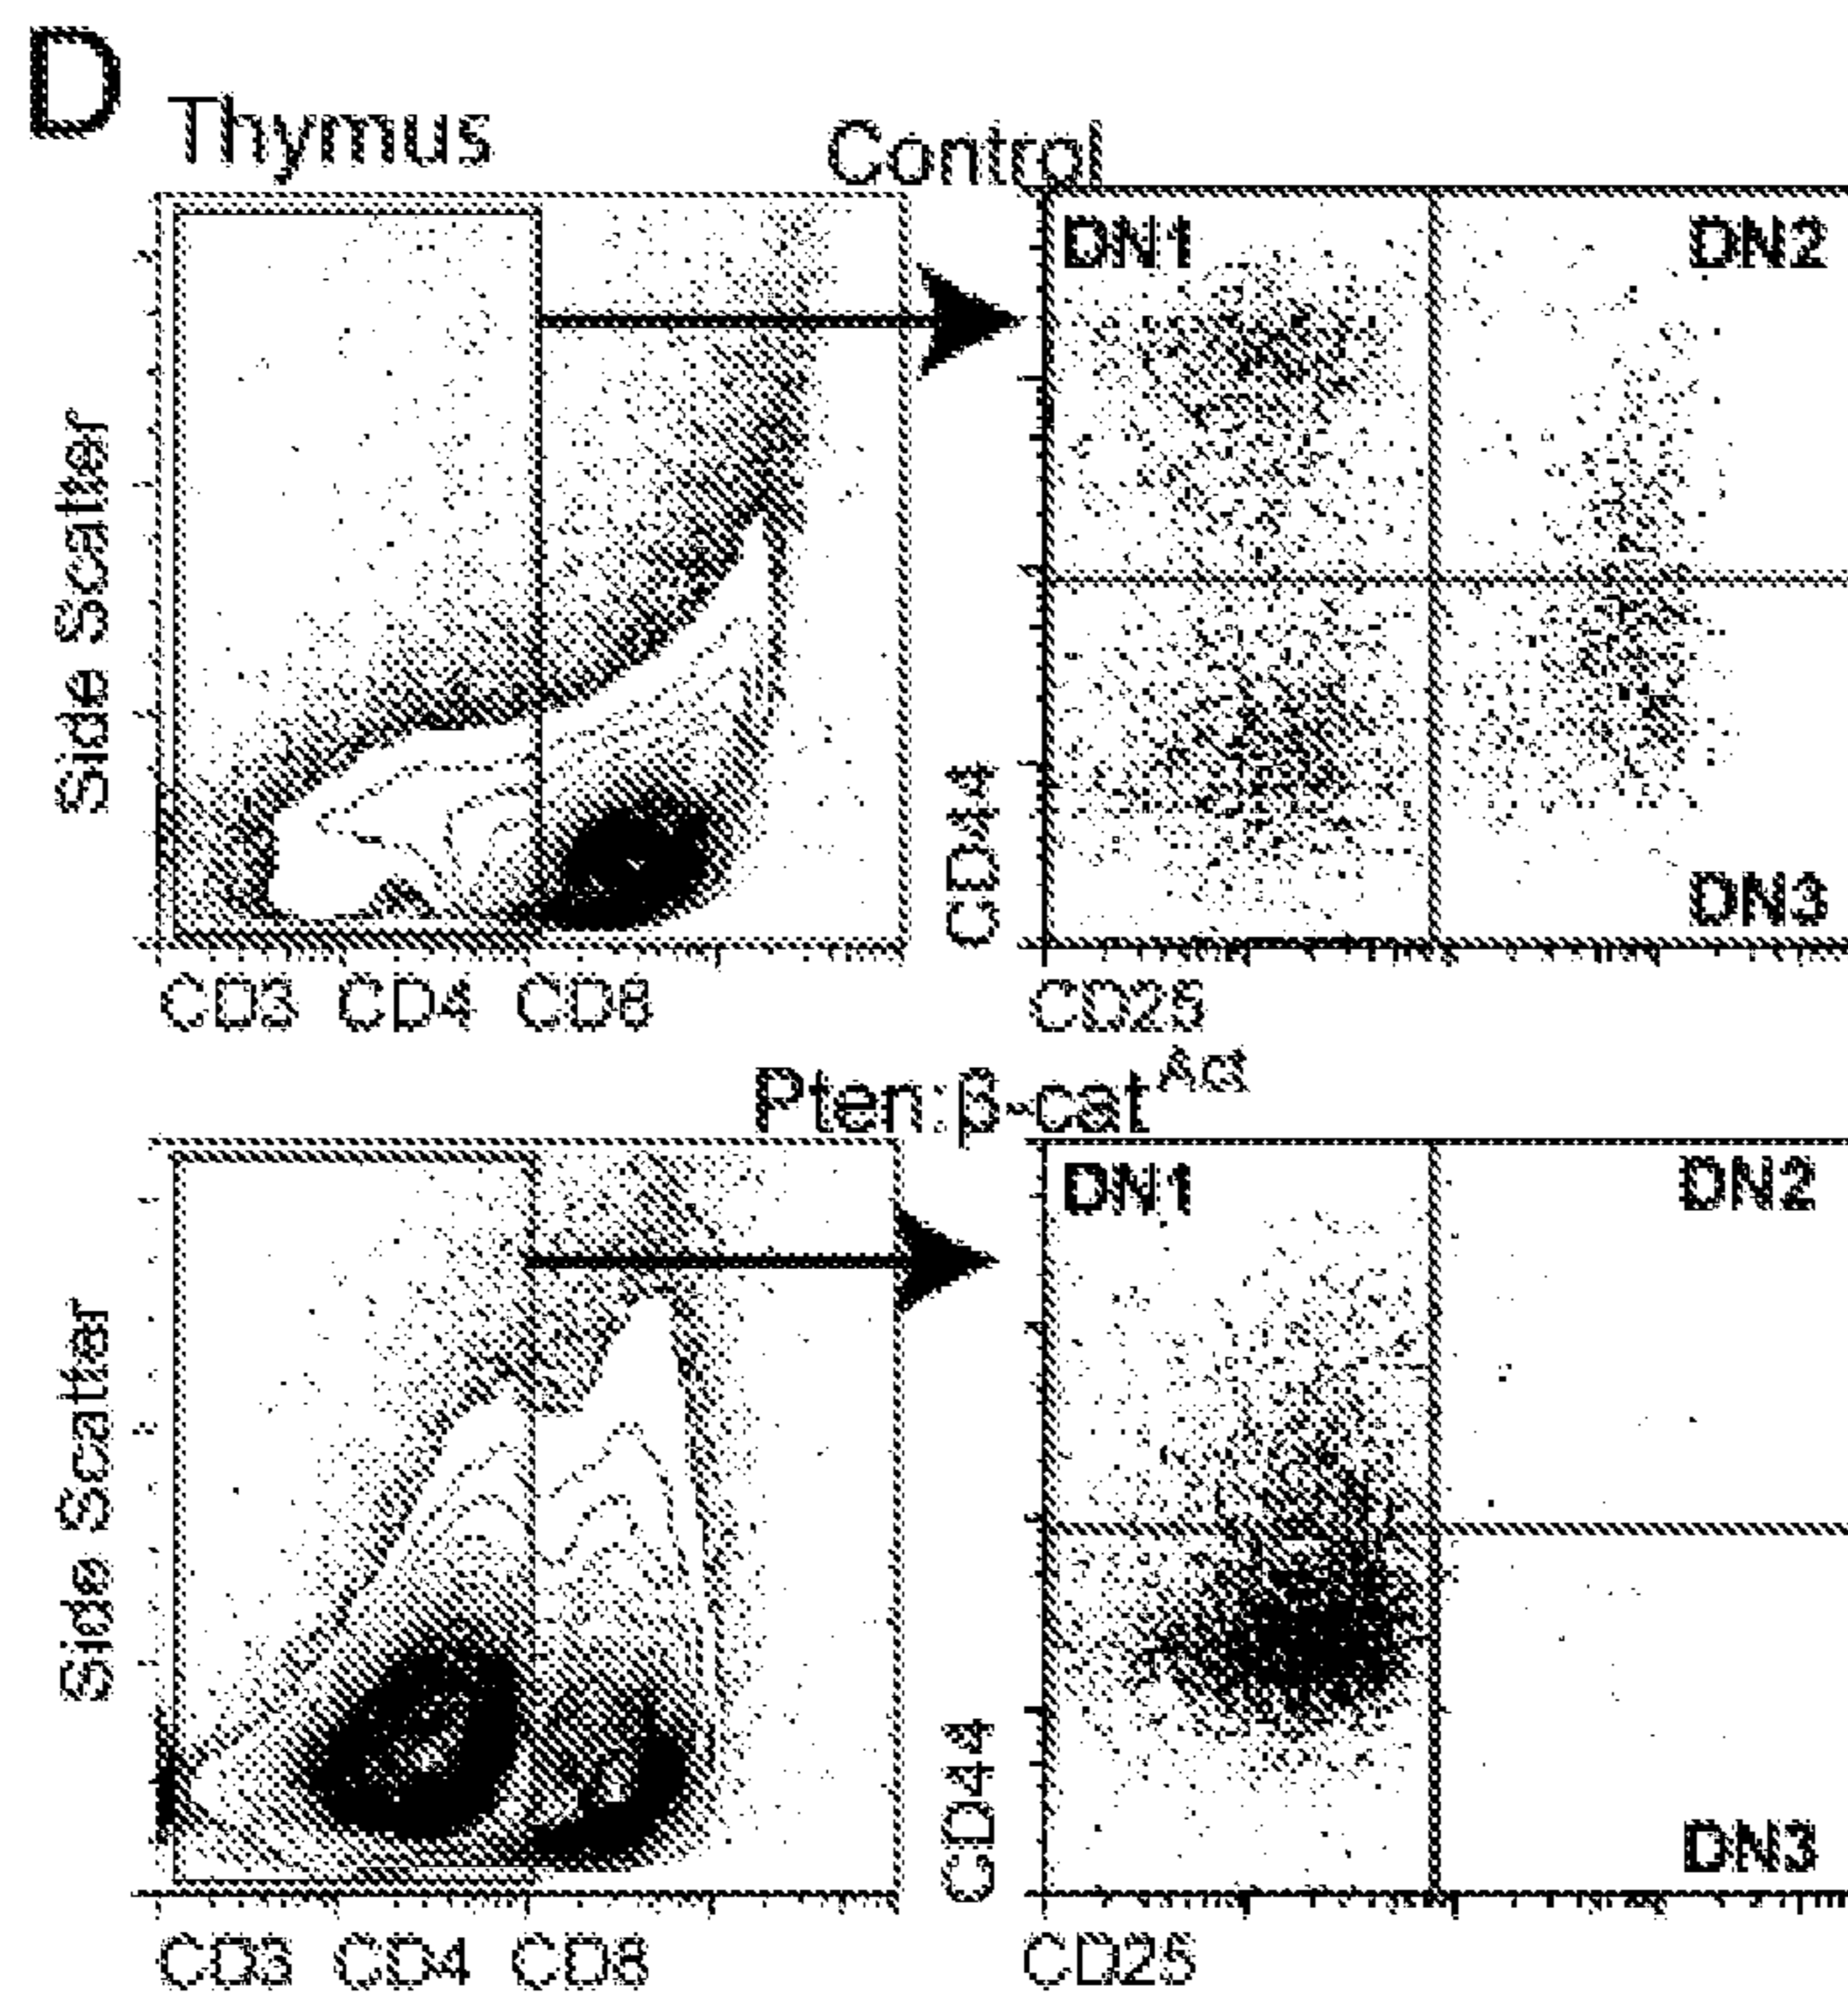 D
Thymus
Control
DN1 DN2
Side Scatter
CD44
DN3
CD3 CD4 CD8
CD25
Pten:β-cat Act
DN1 DN2
Side Scatter
CD44
DN3
CD3 CD4 CD8
CD25